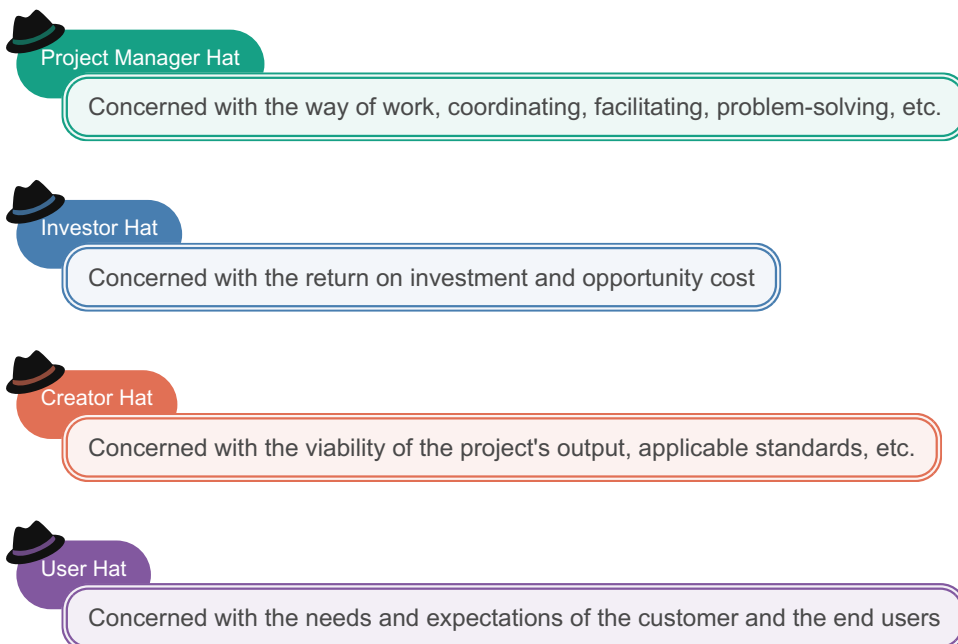 Project Manager Hat
Concerned with the way of work, coordinating, facilitating, problem-solving, etc.
Investor Hat
Concerned with the return on investment and opportunity cost
Creator Hat
Concerned with the viability of the project's output, applicable standards, etc.
User Hat
Concerned with the needs and expectations of the customer and the end users